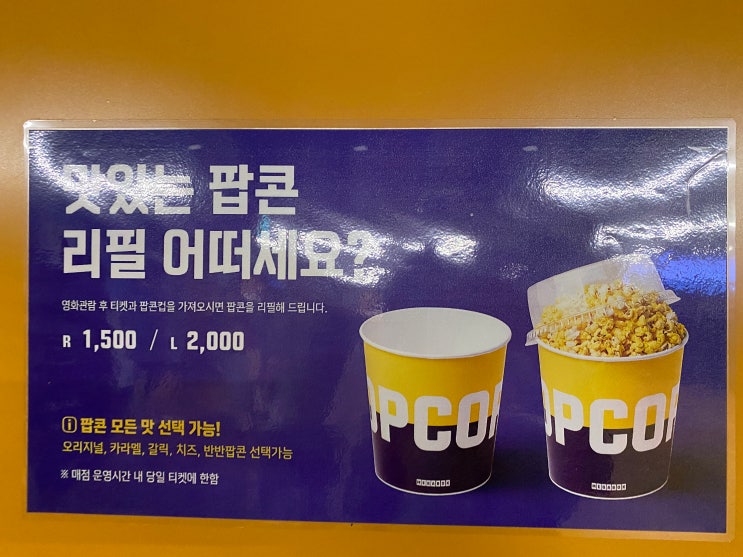 맛있는 팝콘
리필 어떠세요?
영화관람 후 티켓과 팝콘컵을 가져오시면 팝콘을 리필해 드립니다.
R 1,500 / L 2,000
ⓘ 팝콘 모든 맛 선택 가능!
오리지널, 카라멜, 갈릭, 치즈, 반반팝콘 선택가능
※ 매점 운영시간 내 당일 티켓에 한함
OPCOR
OPCOR
MEGABOX
MEGABOX